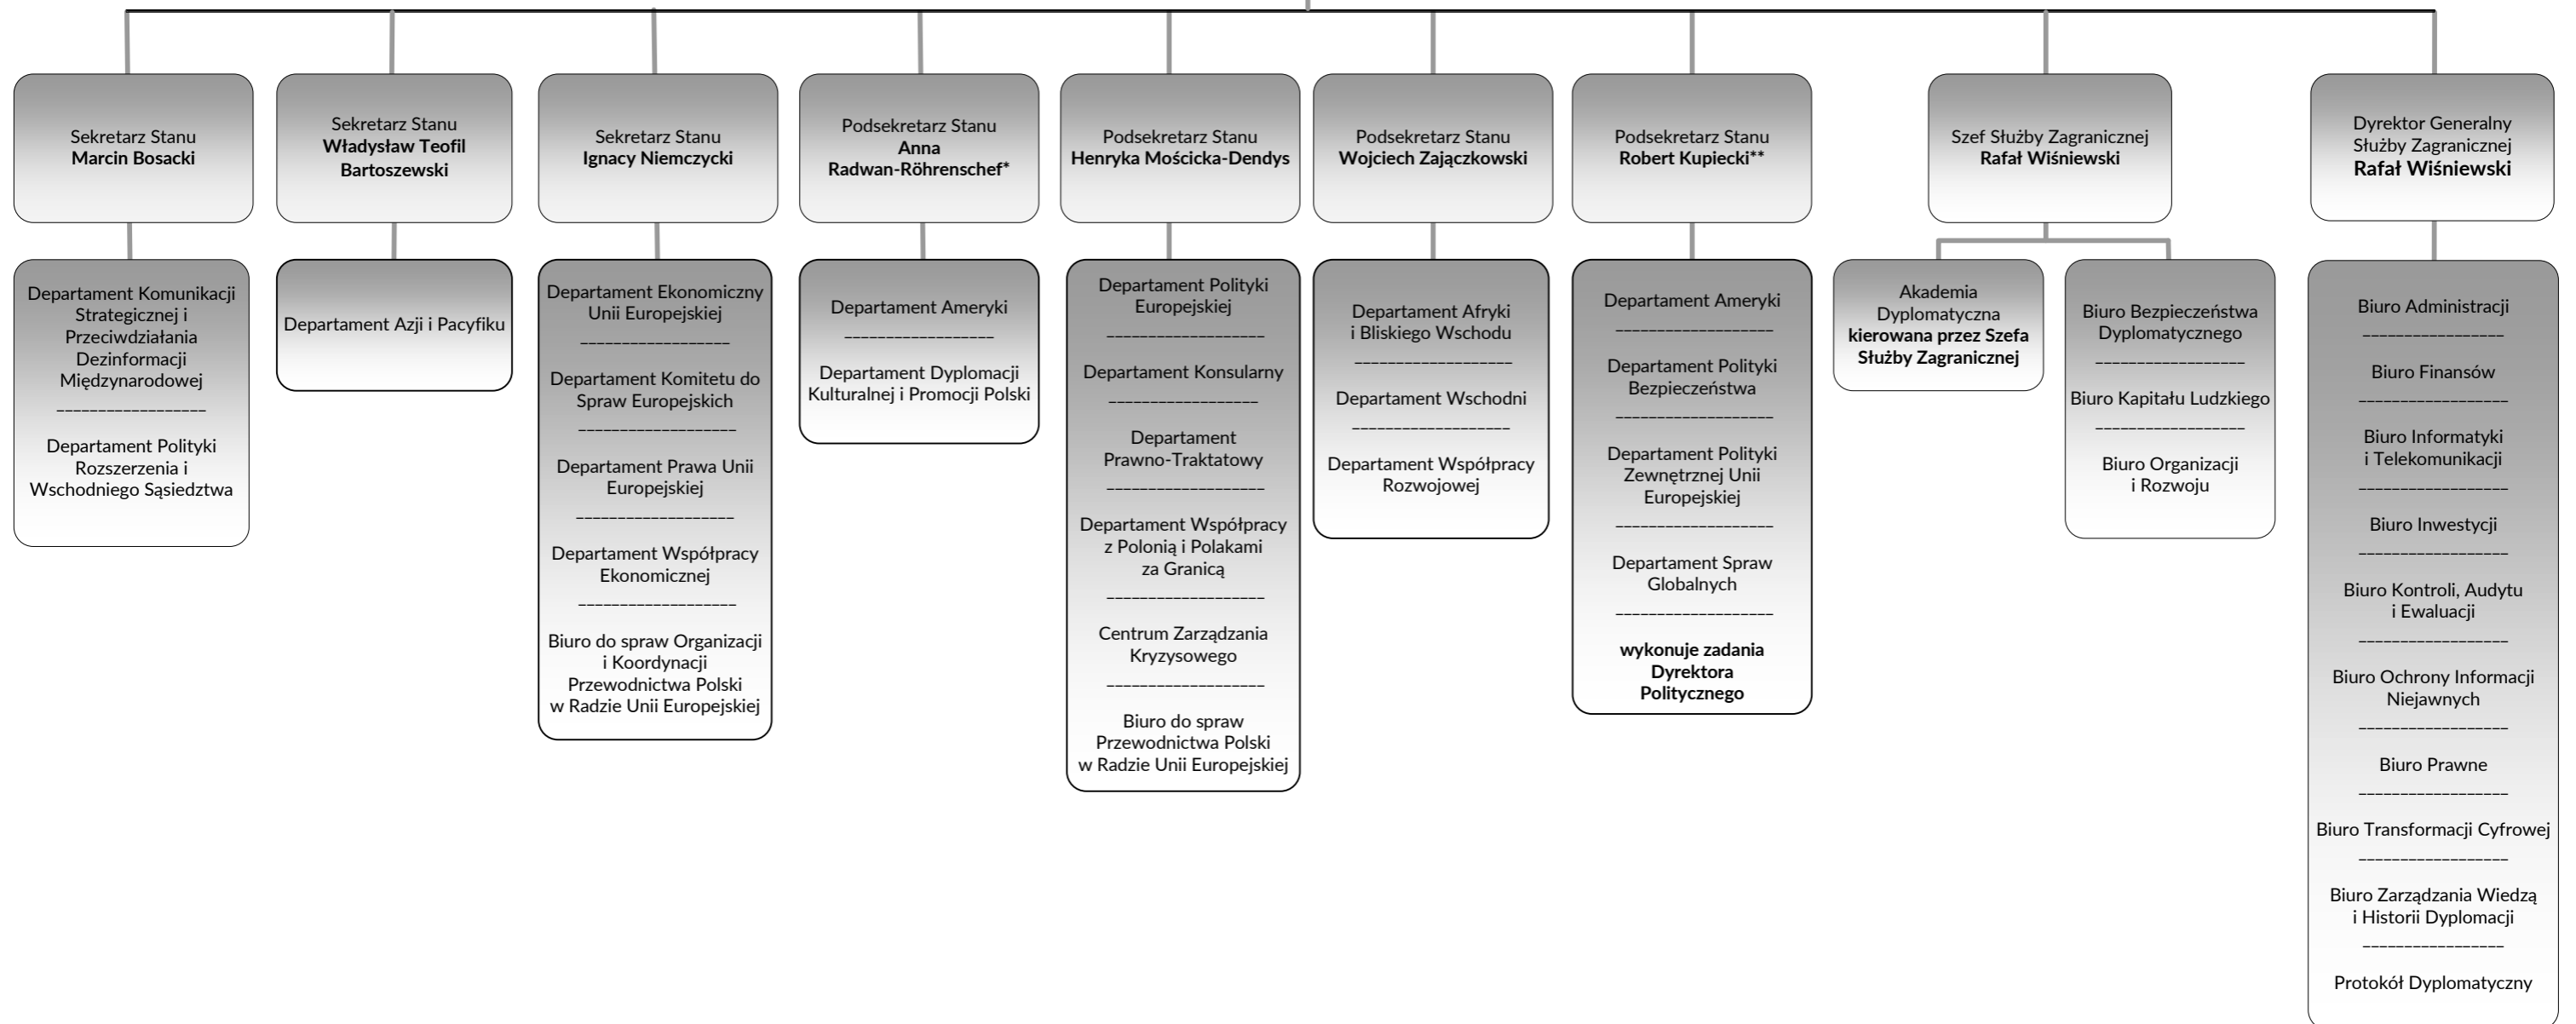 Sekretarz Stanu
Marcin Bosacki
Sekretarz Stanu
Władysław Teofil
Bartoszewski
Sekretarz Stanu
Ignacy Niemczycki
Podsekretarz Stanu
Anna
Radwan-Röhrenschef*
Podsekretarz Stanu
Henryka Mościcka-Dendys
Podsekretarz Stanu
Wojciech Zajączkowski
Podsekretarz Stanu
Robert Kupiecki**
Szef Służby Zagranicznej
Rafał Wiśniewski
Dyrektor Generalny
Służby Zagranicznej
Rafał Wiśniewski
Departament Komunikacji
Strategicznej i
Przeciwdziałania
Dezinformacji
Międzynarodowej
------------------
Departament Polityki
Rozszerzenia i
Wschodniego Sąsiedztwa
Departament Azji i Pacyfiku
Departament Ekonomiczny
Unii Europejskiej
------------------
Departament Komitetu do
Spraw Europejskich
-------------------
Departament Prawa Unii
Europejskiej
-------------------
Departament Współpracy
Ekonomicznej
-------------------
Biuro do spraw Organizacji
i Koordynacji
Przewodnictwa Polski
w Radzie Unii Europejskiej
Departament Ameryki
------------------
Departament Dyplomacji
Kulturalnej i Promocji Polski
Departament Polityki
Europejskiej
-------------------
Departament Konsularny
------------------
Departament
Prawno-Traktatowy
-------------------
Departament Współpracy
z Polonią i Polakami
za Granicą
-------------------
Centrum Zarządzania
Kryzysowego
-------------------
Biuro do spraw
Przewodnictwa Polski
w Radzie Unii Europejskiej
Departament Afryki
i Bliskiego Wschodu
-------------------
Departament Wschodni
-------------------
Departament Współpracy
Rozwojowej
Departament Ameryki
-------------------
Departament Polityki
Bezpieczeństwa
-------------------
Departament Polityki
Zewnętrznej Unii
Europejskiej
-------------------
Departament Spraw
Globalnych
-------------------
wykonuje zadania
Dyrektora
Politycznego
Akademia
Dyplomatyczna
kierowana przez Szefa
Służby Zagranicznej
Biuro Bezpieczeństwa
Dyplomatycznego
------------------
Biuro Kapitału Ludzkiego
------------------
Biuro Organizacji
i Rozwoju
Biuro Administracji
-----------------
Biuro Finansów
------------------
Biuro Informatyki
i Telekomunikacji
------------------
Biuro Inwestycji
------------------
Biuro Kontroli, Audytu
i Ewaluacji
------------------
Biuro Ochrony Informacji
Niejawnych
------------------
Biuro Prawne
------------------
Biuro Transformacji Cyfrowej
------------------
Biuro Zarządzania Wiedzą
i Historii Dyplomacji
-----------------
Protokół Dyplomatyczny